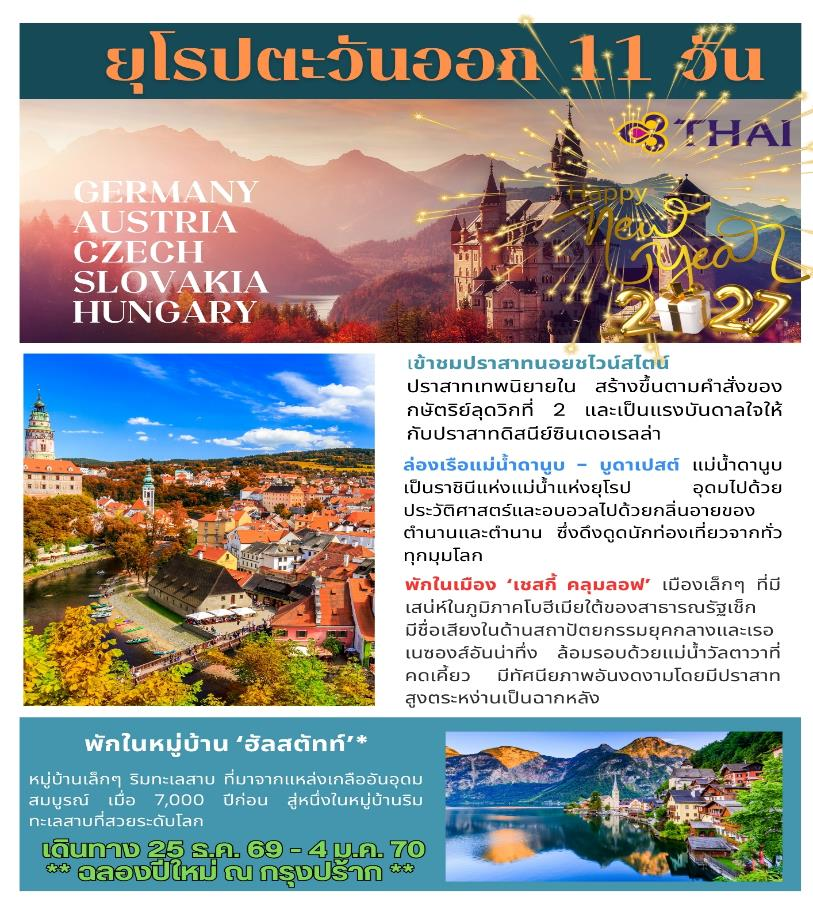 ยุโรปตะวันออก 11 วัน
THAI
GERMANY
AUSTRIA
CZECH
SLOVAKIA
HUNGARY
Happy
New
Year
2027
เข้าชมปราสาทนอยชไวน์สไตน์
ปราสาทเทพนิยายใน สร้างขึ้นตามคำสั่งของ
กษัตริย์ลุดวิกที่ 2 และเป็นแรงบันดาลใจให้
กับปราสาทดิสนีย์ซินเดอเรลล่า
ล่องเรือแม่น้ำดานูบ – บูดาเปสต์ แม่น้ำดานูบ
เป็นราชินีแห่งแม่น้ำแห่งยุโรป อุดมไปด้วย
ประวัติศาสตร์และอบอวลไปด้วยกลิ่นอายของ
ตำนานและตำนาน ซึ่งดึงดูดนักท่องเที่ยวจากทั่ว
ทุกมุมโลก
พักในเมือง ‘เชสกี้ คลุมลอฟ’ เมืองเล็กๆ ที่มี
เสน่ห์ในภูมิภาคโบฮีเมียใต้ของสาธารณรัฐเช็ก
มีชื่อเสียงในด้านสถาปัตยกรรมยุคกลางและเรอ
เนซองส์อันน่าทึ่ง ล้อมรอบด้วยแม่น้ำวัลตาวาที่
คดเคี้ยว มีทัศนียภาพอันงดงามโดยมีปราสาท
สูงตระหง่านเป็นฉากหลัง
พักในหมู่บ้าน ‘ฮัลสตัทท์’*
หมู่บ้านเล็กๆ ริมทะเลสาบ ที่มาจากแหล่งเกลืออันอุดม
สมบูรณ์ เมื่อ 7,000 ปีก่อน สู่หนึ่งในหมู่บ้านริม
ทะเลสาบที่สวยระดับโลก
เดินทาง 25 ธ.ค. 69 - 4 ม.ค. 70
** ฉลองปีใหม่ ณ กรุงปร้าก **